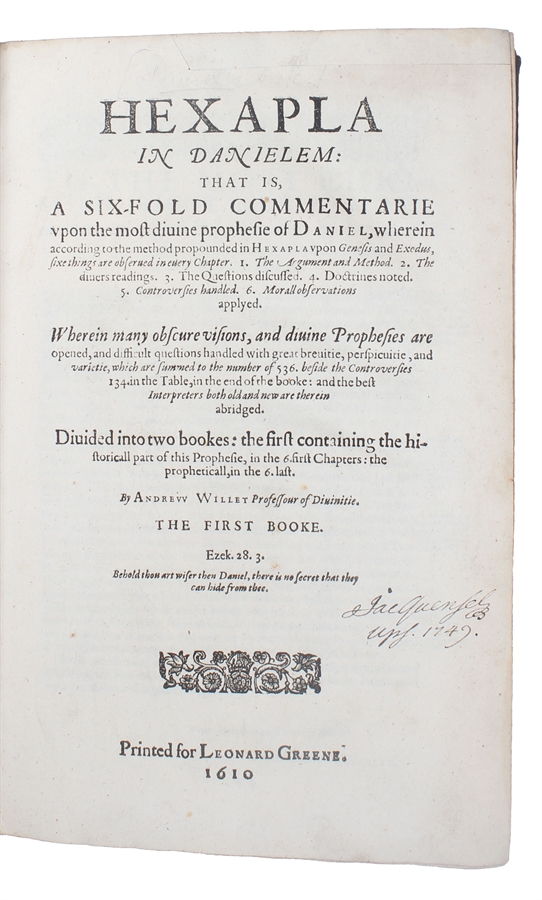 HEXAPLA
IN DANIELEM:
THAT IS,
A SIX-FOLD COMMENTARIE
vpon the moſt diuine propheſie of DANIEL, wherein
according to the method propounded in HEXAPLA vpon Geneſis and Exodus,
ſixe things are obſerued in euery Chapter. 1. The Argument and Method. 2. The
diuers readings. 3. The Queſtions diſcuſſed. 4. Doctrines noted.
5. Controverſies handled. 6. Morall obſervations
applyed.
Wherein many obſcure viſions, and diuine Propheſies are
opened, and difficult queſtions handled with great breuitie, perſpicuitie, and
varietie, which are ſummed to the number of 536. beſide the Controverſies
134. in the Table, in the end of the booke: and the beſt
Interpreters both old and new are therein
abridged.
Diuided into two bookes: the firſt containing the hi-
ſtoricall part of this Propheſie, in the 6. firſt Chapters: the
propheticall, in the 6. laſt.
By ANDREVV WILLET Profeſſour of Diuinitie.
THE FIRST BOOKE.
Ezek. 28. 3.
Behold thou art wiſer then Daniel, there is no ſecret that they
can hide from thee.
Upſ. 1749.
Printed for LEONARD GREENE.
1610